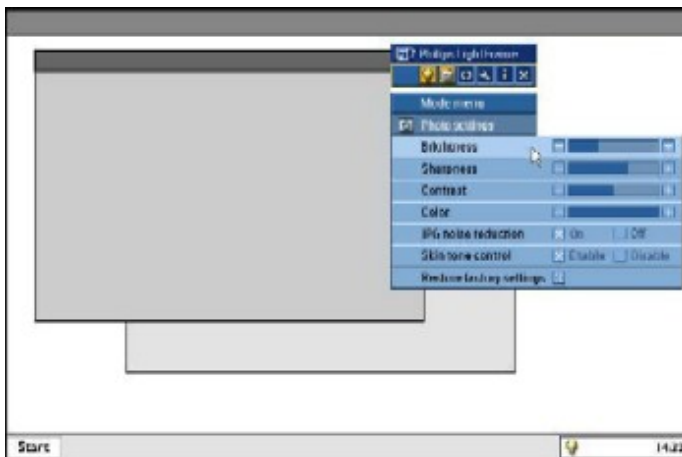 Philips LightFrame
Mode menu
Photo settings
Brightness
Sharpness
Contrast
Color
JPG noise reduction On Off
Skin tone control Enable Disable
Restore factory settings
Start